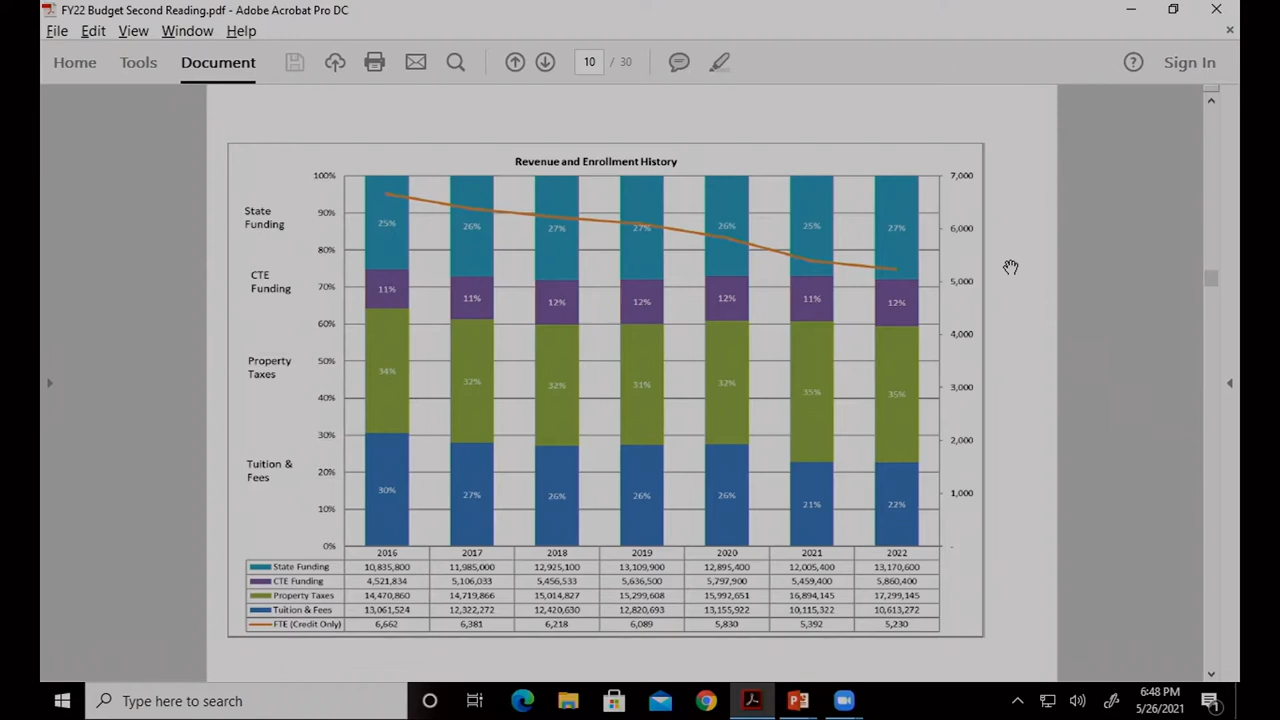 FY22 Budget Second Reading.pdf - Adobe Acrobat Pro DC
File Edit View Window Help
Home Tools Document 10 / 30 Sign In
Revenue and Enrollment History
100% 7,000
State Funding 25% 26% 27% 27% 26% 25% 27%
90% 6,000
80%
CTE Funding 11% 11% 12% 12% 12% 11% 12%
5,000
70%
60% 4,000
Property Taxes 34% 32% 32% 31% 32% 35% 35%
50% 3,000
40%
30% 2,000
Tuition & Fees 30% 27% 26% 26% 26% 21% 22%
20% 1,000
10%
0% -
2016 2017 2018 2019 2020 2021 2022
State Funding 10,835,800 11,985,000 12,925,100 13,109,900 12,895,400 12,005,400 13,170,600
CTE Funding 4,521,834 5,106,033 5,456,533 5,636,500 5,797,900 5,459,400 5,860,400
Property Taxes 14,470,860 14,719,866 15,014,827 15,299,608 15,992,651 16,894,145 17,299,145
Tuition & Fees 13,061,524 12,322,272 12,420,630 12,820,693 13,155,922 10,115,322 10,613,272
FTE (Credit Only) 6,662 6,381 6,218 6,089 5,830 5,392 5,230
Type here to search
6:48 PM
5/26/2021
1